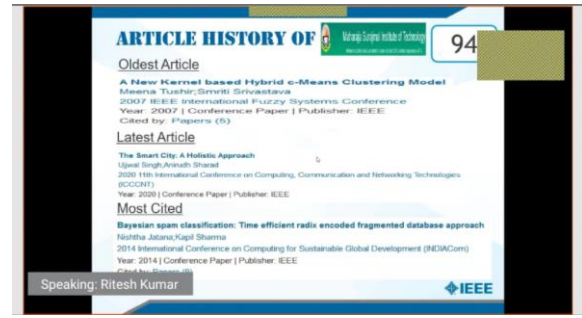 ARTICLE HISTORY OF
Maharaja Surajmal Institute of Technology
94
Oldest Article
A New Kernel based Hybrid c-Means Clustering Model
Meena Tushir;Smriti Srivastava
2007 IEEE International Fuzzy Systems Conference
Year: 2007 | Conference Paper | Publisher: IEEE
Cited by: Papers (5)
Latest Article
The Smart City: A Holistic Approach
Ujjwal Singh;Anirudh Sharad
2020 11th International Conference on Computing, Communication and Networking Technologies
(ICCCNT)
Year: 2020 | Conference Paper | Publisher: IEEE
Most Cited
Bayesian spam classification: Time efficient radix encoded fragmented database approach
Nishtha Jatana;Kapil Sharma
2014 International Conference on Computing for Sustainable Global Development (INDIACom)
Year: 2014 | Conference Paper | Publisher: IEEE
Cited by: Papers
Speaking: Ritesh Kumar
IEEE